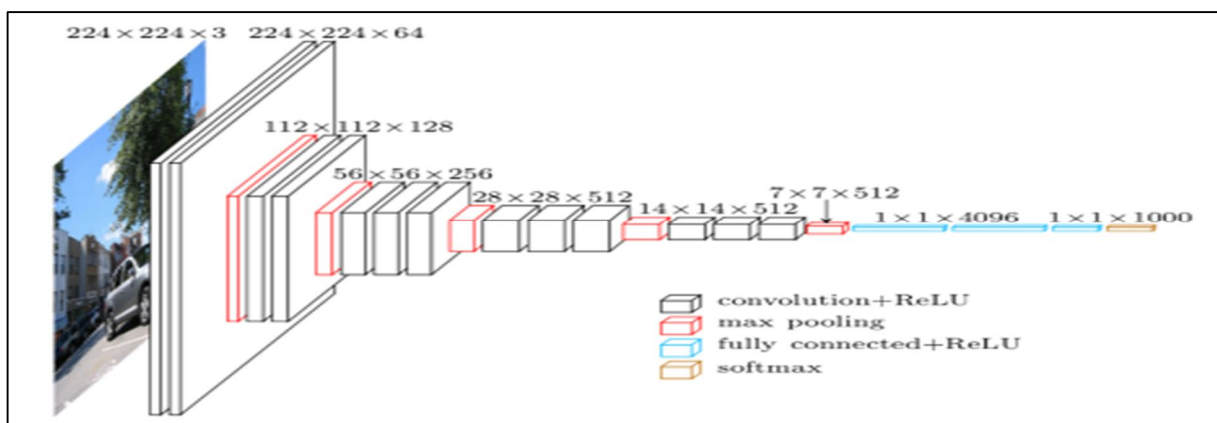 224 × 224 × 3
224 × 224 × 64
112 × 112 × 128
56 × 56 × 256
28 × 28 × 512
14 × 14 × 512
7 × 7 × 512
1 × 1 × 4096
1 × 1 × 1000
convolution+ReLU
max pooling
fully connected+ReLU
softmax